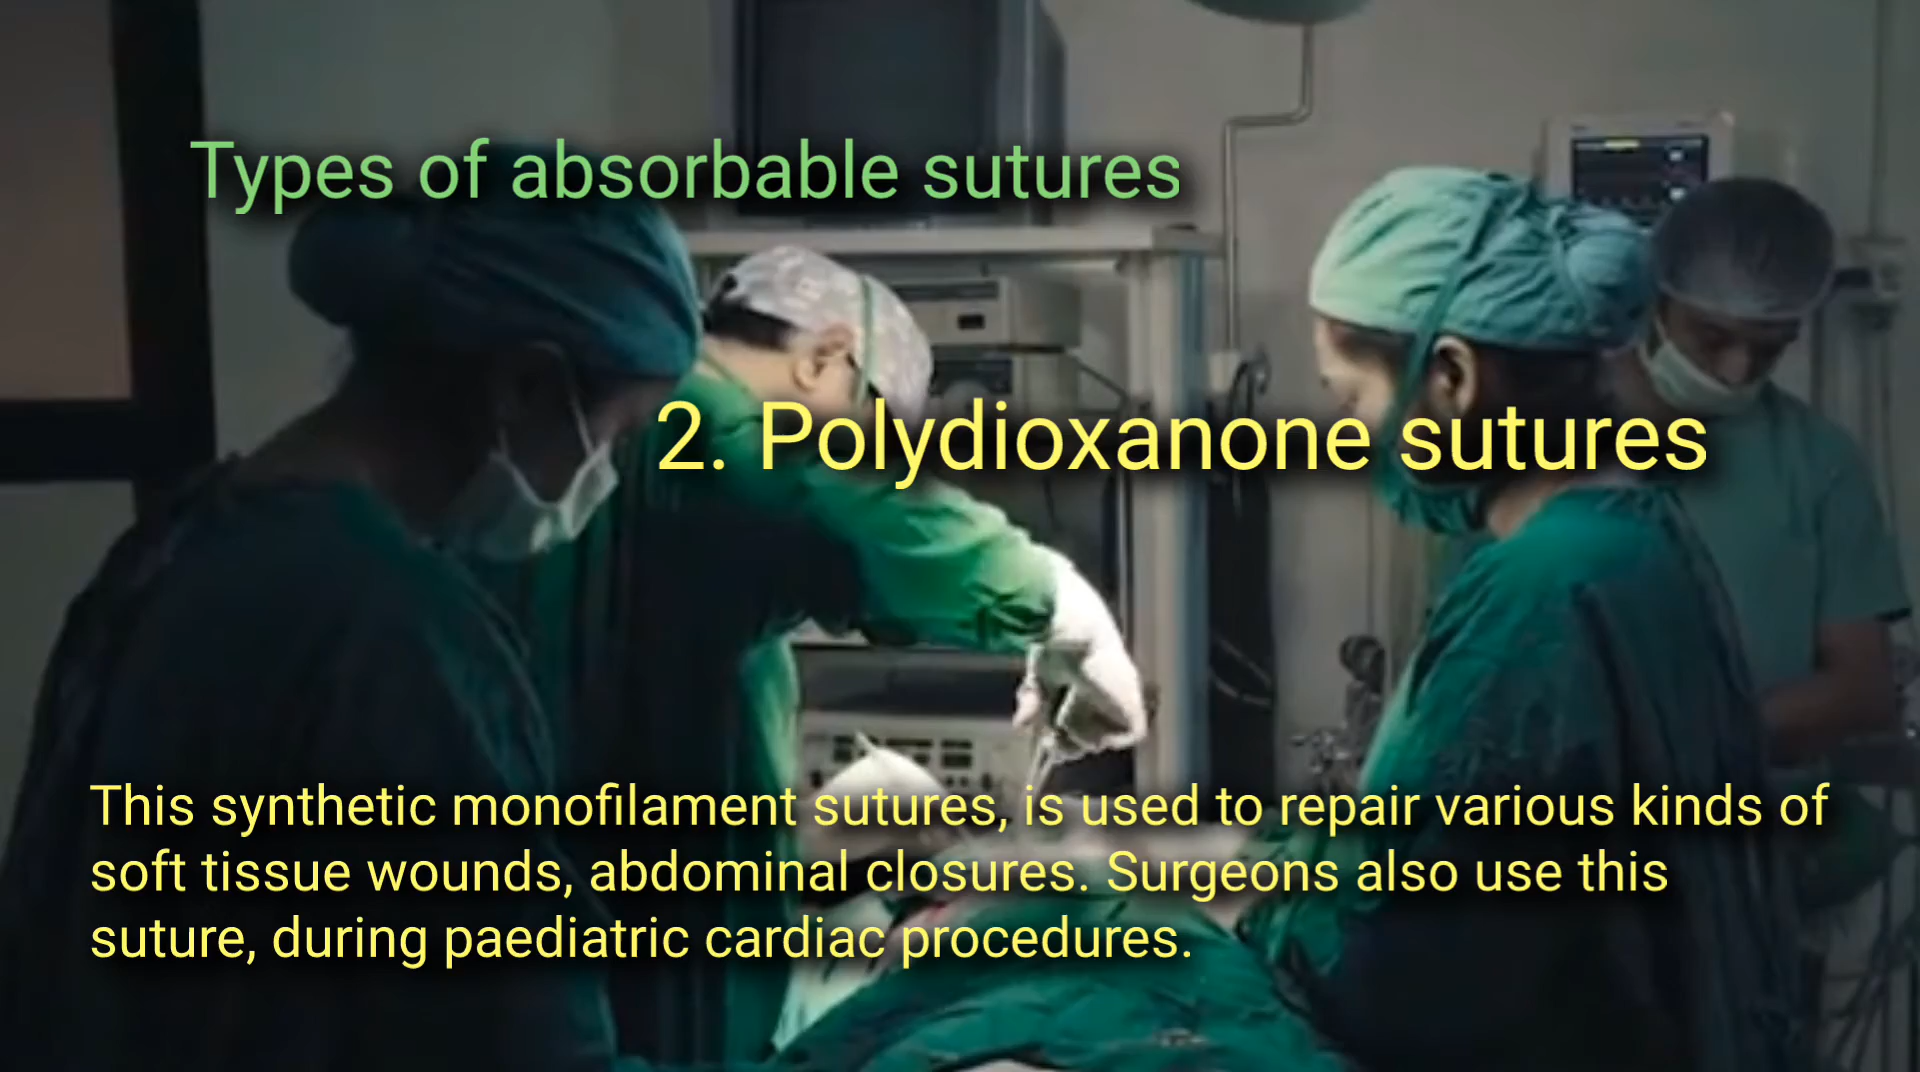 Types of absorbable sutures
2. Polydioxanone sutures
This synthetic monofilament sutures, is used to repair various kinds of
soft tissue wounds, abdominal closures. Surgeons also use this
suture, during paediatric cardiac procedures.